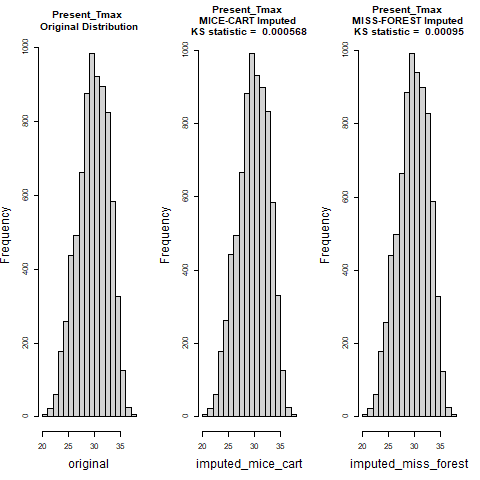 Present_Tmax
Original Distribution
Frequency
0
200
400
600
800
1000
20
25
30
35
original
Present_Tmax
MICE-CART Imputed
KS statistic = 0.000568
Frequency
0
200
400
600
800
1000
20
25
30
35
imputed_mice_cart
Present_Tmax
MISS-FOREST Imputed
KS statistic = 0.00095
Frequency
0
200
400
600
800
1000
20
25
30
35
imputed_miss_forest